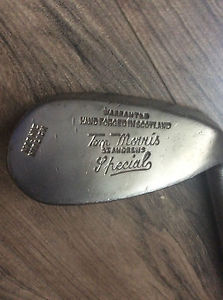 WARRANTED
HAND FORGED IN SCOTLAND
Tom Morris
ST ANDREWS
Special